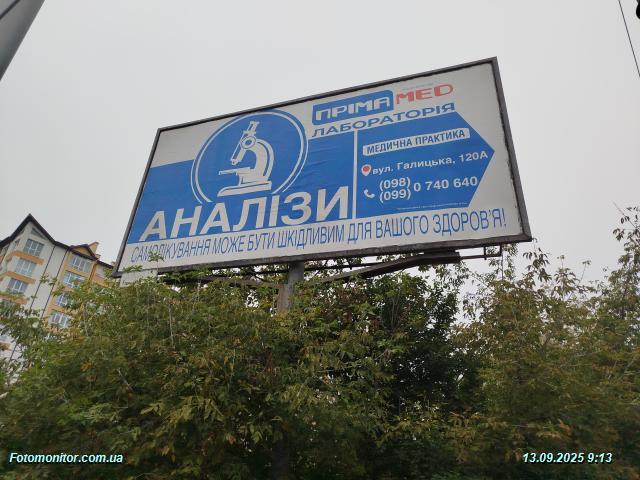 ПРІМА MED
ЛАБОРАТОРІЯ
МЕДИЧНА ПРАКТИКА
вул. Галицька, 120А
(098)
(099) 0 740 640
АНАЛІЗИ
САМОЛІКУВАННЯ МОЖЕ БУТИ ШКІДЛИВИМ ДЛЯ ВАШОГО ЗДОРОВ'Я!
Fotomonitor.com.ua
13.09.2025 9:13